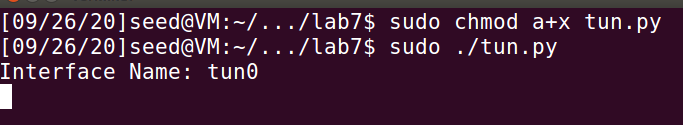 [09/26/20]seed@VM:~/.../lab7$ sudo chmod a+x tun.py
[09/26/20]seed@VM:~/.../lab7$ sudo ./tun.py
Interface Name: tun0